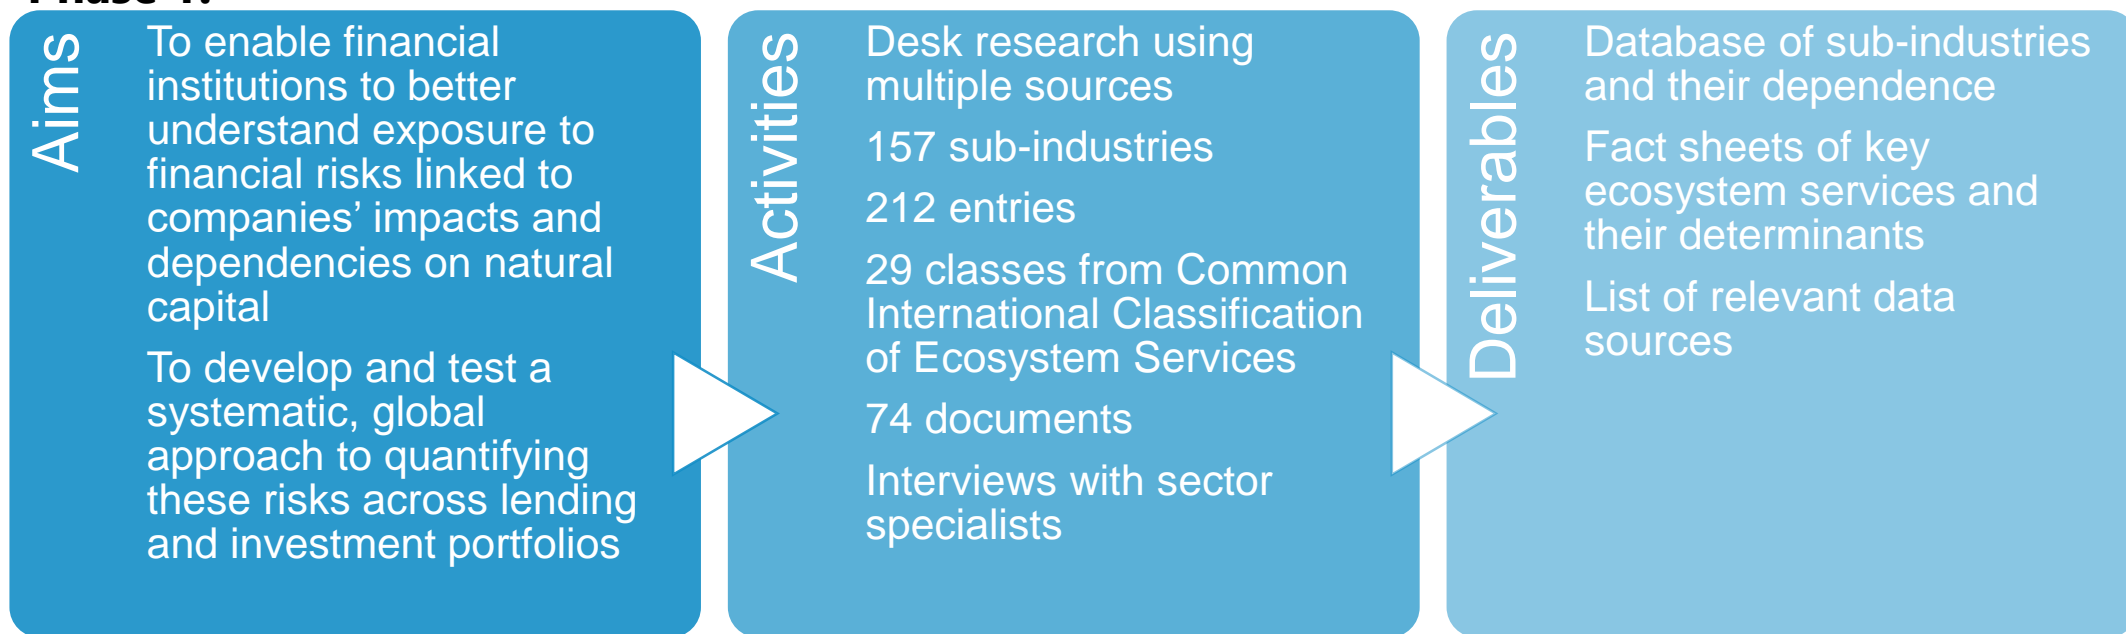 Phase 1:
Aims
To enable financial
institutions to better
understand exposure to
financial risks linked to
companies’ impacts and
dependencies on natural
capital
To develop and test a
systematic, global
approach to quantifying
these risks across lending
and investment portfolios
Activities
Desk research using
multiple sources
157 sub-industries
212 entries
29 classes from Common
International Classification
of Ecosystem Services
74 documents
Interviews with sector
specialists
Deliverables
Database of sub-industries
and their dependence
Fact sheets of key
ecosystem services and
their determinants
List of relevant data
sources